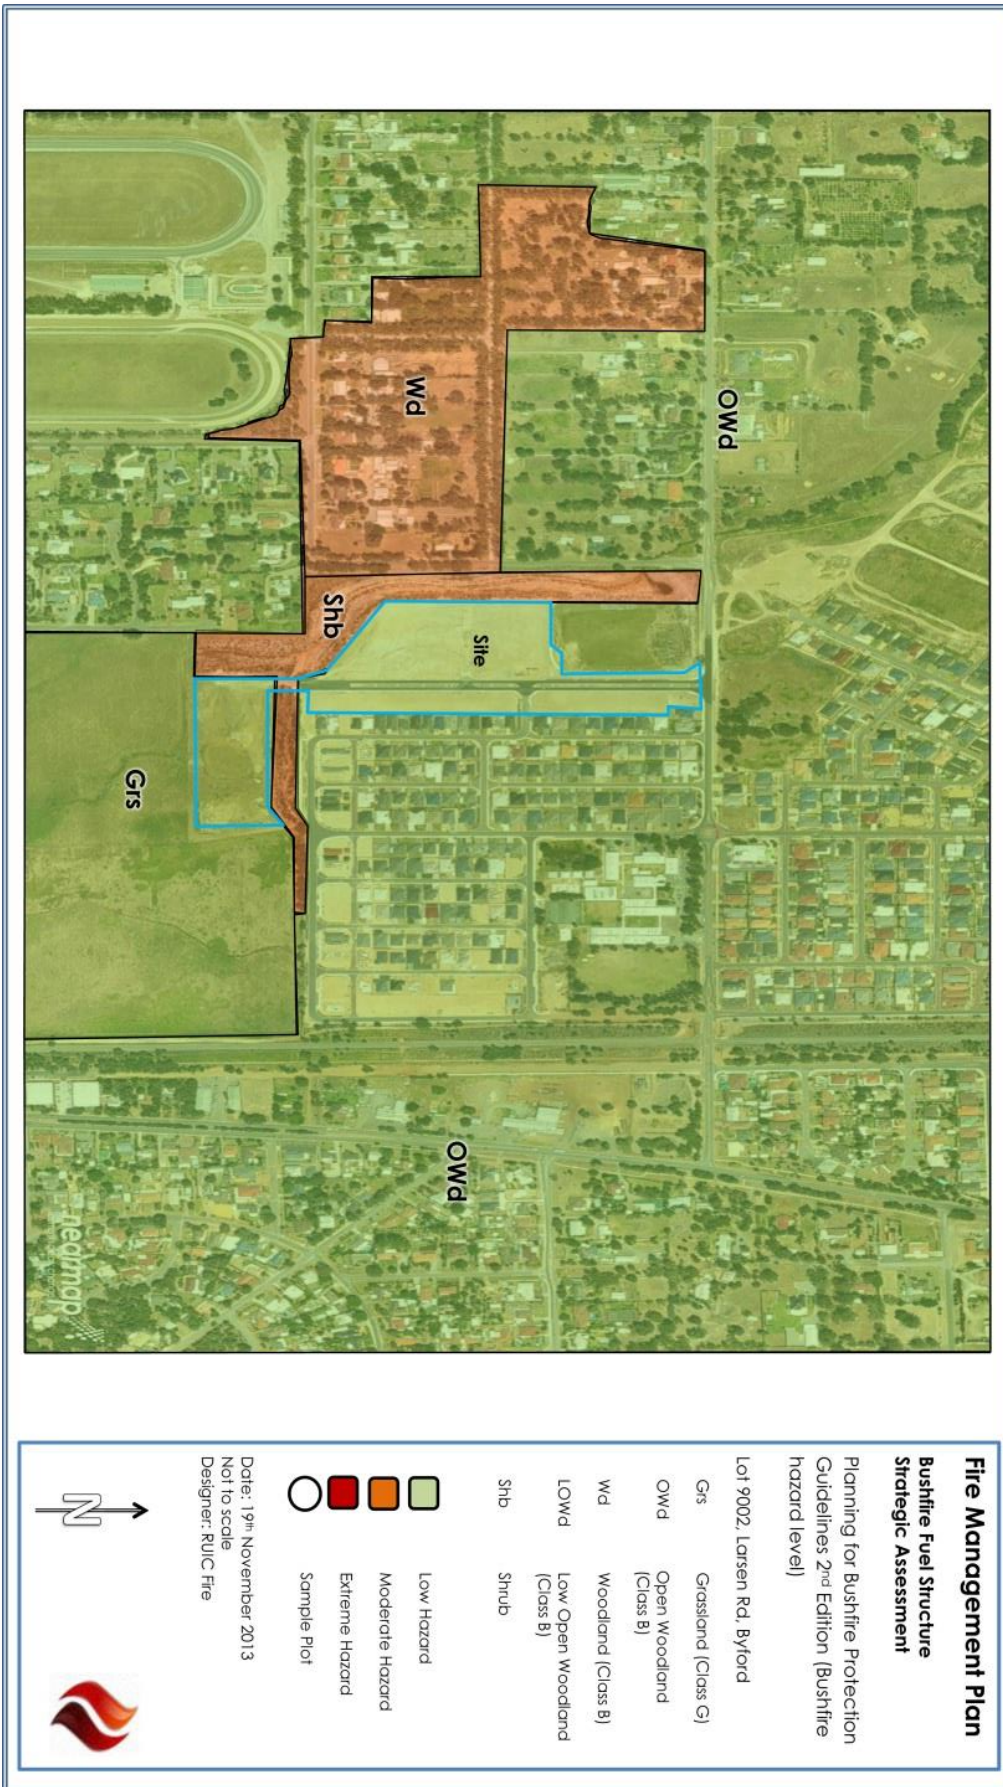 OWd
Wd
Shb
Site
Grs
OWd
nearmap
Fire Management Plan
Bushfire Fuel Structure
Strategic Assessment
Planning for Bushfire Protection
Guidelines 2nd Edition (Bushfire
hazard level)
Lot 9002, Larsen Rd, Byford
Grs Grassland (Class G)
OWd Open Woodland
(Class B)
Wd Woodland (Class B)
LOWd Low Open Woodland
(Class B)
Shb Shrub
Low Hazard
Moderate Hazard
Extreme Hazard
Sample Plot
Date: 19th November 2013
Not to scale
Designer: RUIC Fire
N